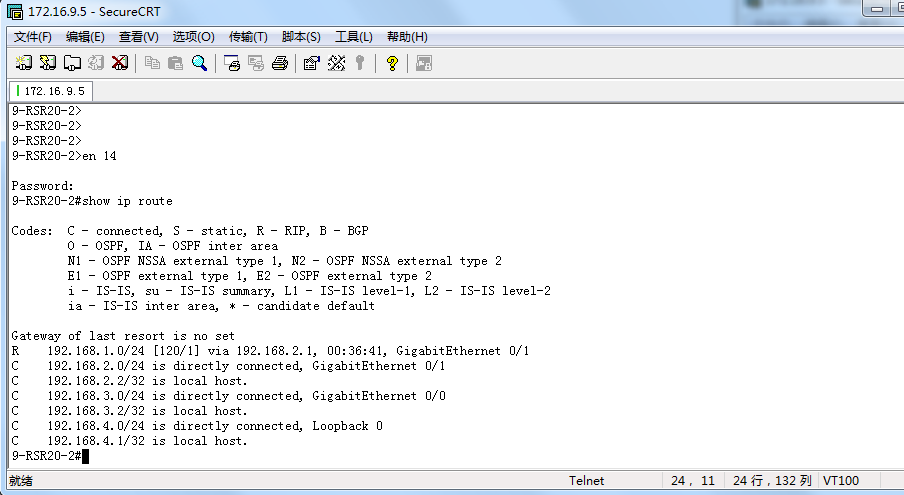 172.16.9.5 - SecureCRT
文件(F) 编辑(E) 查看(V) 选项(O) 传输(T) 脚本(S) 工具(L) 帮助(H)
172.16.9.5
9-RSR20-2>
9-RSR20-2>
9-RSR20-2>
9-RSR20-2>en 14
Password:
9-RSR20-2#show ip route
Codes:  C - connected, S - static, R - RIP, B - BGP
O - OSPF, IA - OSPF inter area
N1 - OSPF NSSA external type 1, N2 - OSPF NSSA external type 2
E1 - OSPF external type 1, E2 - OSPF external type 2
i - IS-IS, su - IS-IS summary, L1 - IS-IS level-1, L2 - IS-IS level-2
ia - IS-IS inter area, * - candidate default
Gateway of last resort is no set
R    192.168.1.0/24 [120/1] via 192.168.2.1, 00:36:41, GigabitEthernet 0/1
C    192.168.2.0/24 is directly connected, GigabitEthernet 0/1
C    192.168.2.2/32 is local host.
C    192.168.3.0/24 is directly connected, GigabitEthernet 0/0
C    192.168.3.2/32 is local host.
C    192.168.4.0/24 is directly connected, Loopback 0
C    192.168.4.1/32 is local host.
9-RSR20-2#
就绪 Telnet 24, 11 24 行, 132 列 VT100